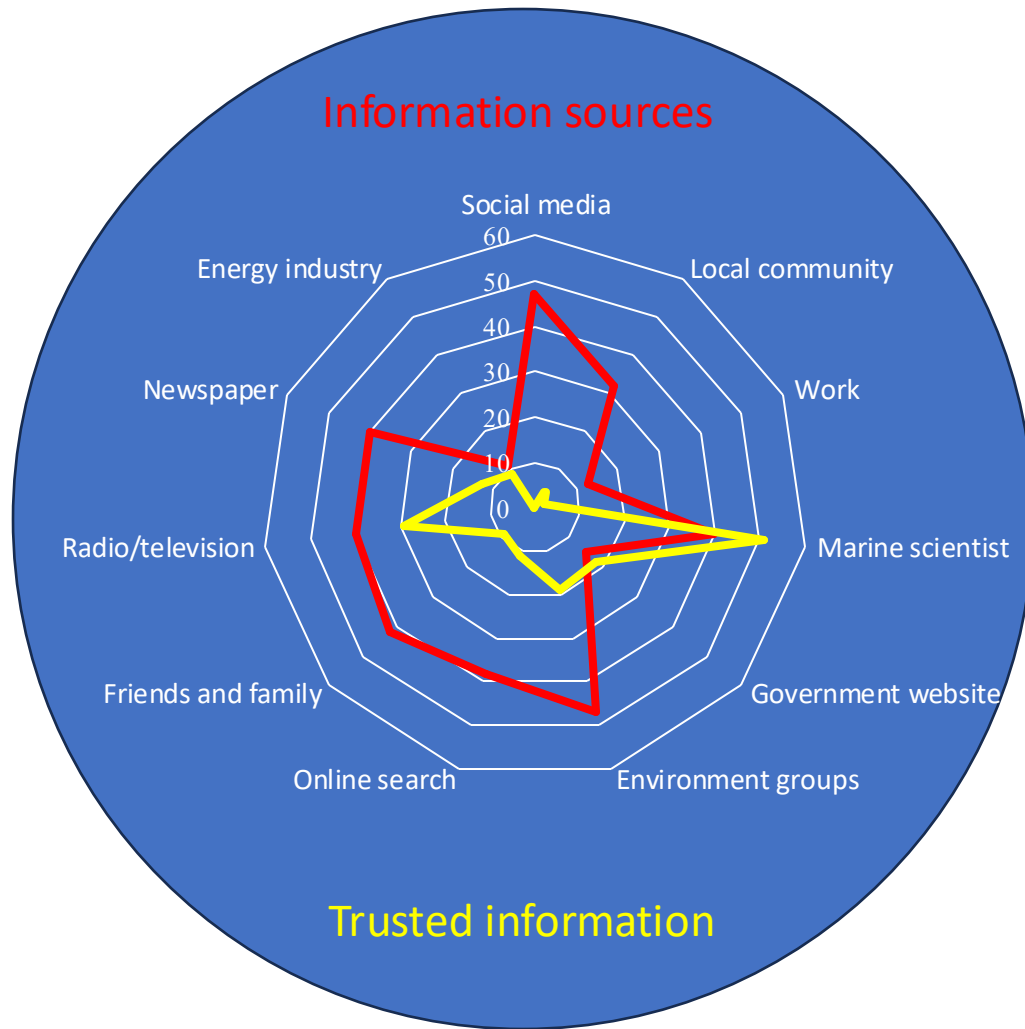 Information sources
Social media
60
Energy industry
Local community
50
40
Newspaper
Work
30
20
10
0
Radio/television
Marine scientist
Friends and family
Government website
Online search
Environment groups
Trusted information